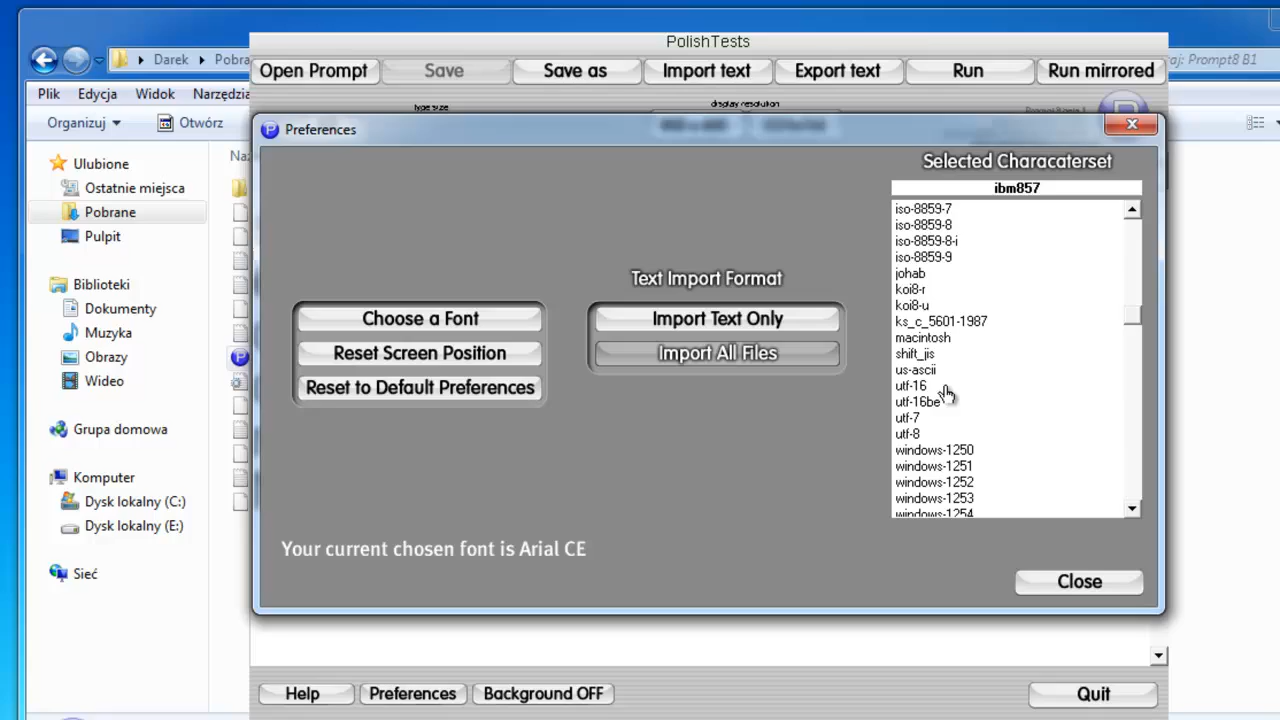 PolishTests
Open Prompt Save Save as Import text Export text Run Run mirrored
Darek Pobra
aj: Prompt8 B1
Plik Edycja Widok Narzędzia
type size display resolution
Organizuj Otwórz
Preferences
Selected Characaterset
ibm857
Ulubione
Ostatnie miejsca
Pobrane
Pulpit
Biblioteki
Dokumenty
Muzyka
Obrazy
Wideo
Grupa domowa
Komputer
Dysk lokalny (C:)
Dysk lokalny (E:)
Sieć
Naz
Choose a Font
Reset Screen Position
Reset to Default Preferences
Text Import Format
Import Text Only
Import All Files
iso-8859-7
iso-8859-8
iso-8859-8-i
iso-8859-9
johab
koi8-r
koi8-u
ks_c_5601-1987
macintosh
shift_jis
us-ascii
utf-16
utf-16be
utf-7
utf-8
windows-1250
windows-1251
windows-1252
windows-1253
windows-1254
Your current chosen font is Arial CE
Close
Help Preferences Background OFF Quit